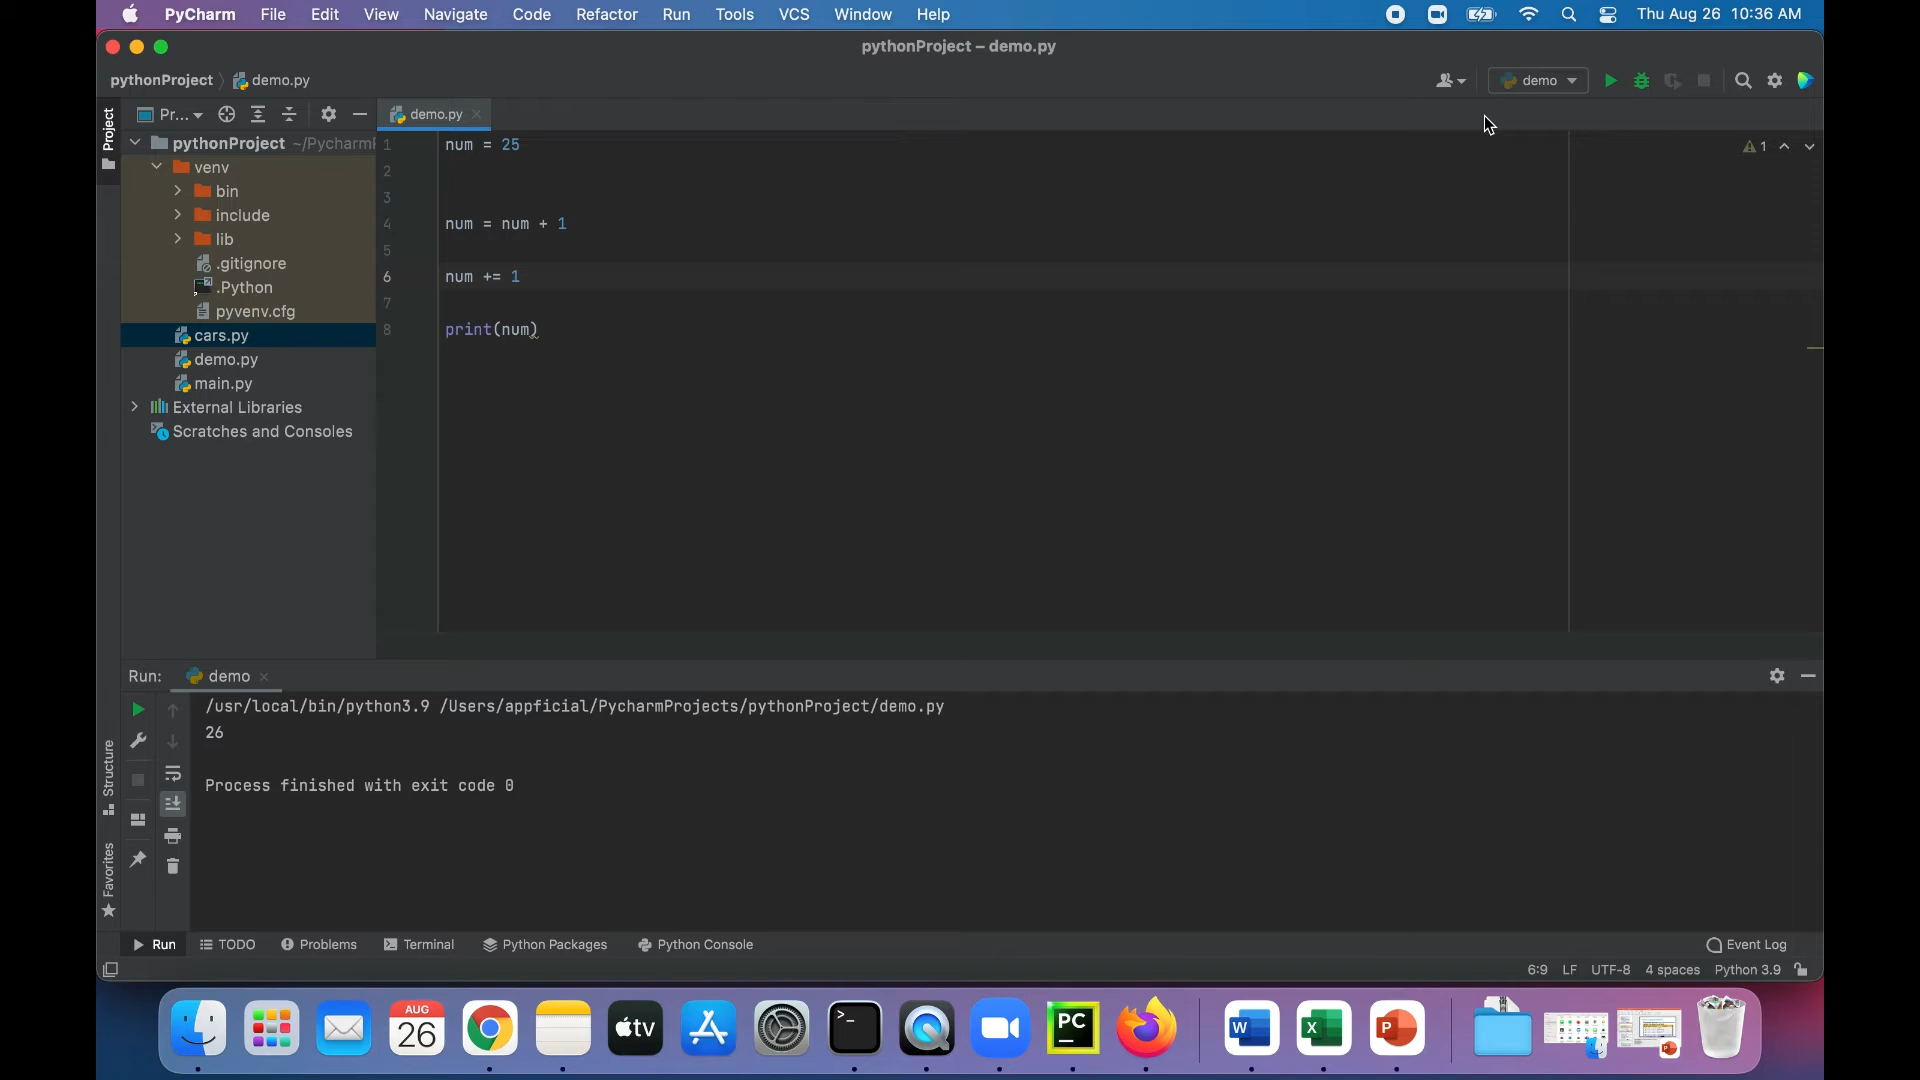 PyCharm File Edit View Navigate Code Refactor Run Tools VCS Window Help Thu Aug 26 10:36 AM
pythonProject – demo.py
pythonProject demo.py demo
Project
Pr... demo.py
pythonProject ~/Pycharm
venv
bin
include
lib
.gitignore
.Python
pyvenv.cfg
cars.py
demo.py
main.py
External Libraries
Scratches and Consoles
1 num = 25
2
3
4 num = num + 1
5
6 num += 1
7
8 print(num)
1
Run: demo
/usr/local/bin/python3.9 /Users/appficial/PycharmProjects/pythonProject/demo.py
26
Process finished with exit code 0
Structure
Favorites
Run TODO Problems Terminal Python Packages Python Console Event Log
6:9 LF UTF-8 4 spaces Python 3.9
AUG
26
tv
>_
PC
W
X
P